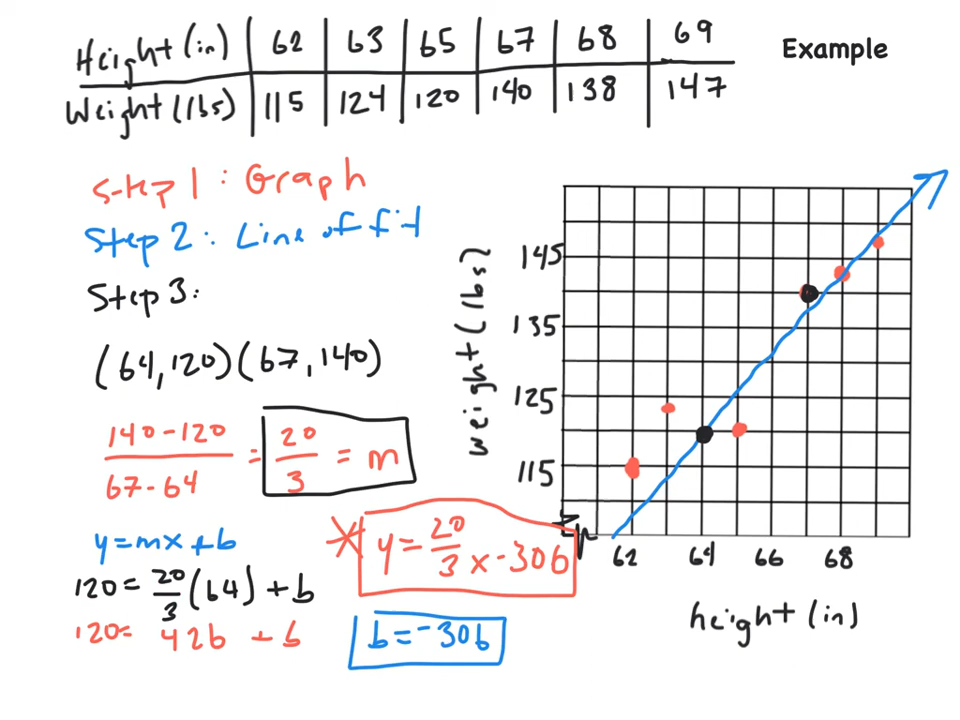 Height (in) 62 63 65 67 68 69
Example
Weight (lbs) 115 124 120 140 138 147
Step 1: Graph
Step 2: Line of fit
Step 3:
(64,120)(67,140)
140-120
67-64
= 20/3 = m
y=mx+b
120= 20/3 (64) + b
120= 426 + b
y= 20/3 x - 306
b= -306
weight (lbs)
145
135
125
115
62 64 66 68
height (in)